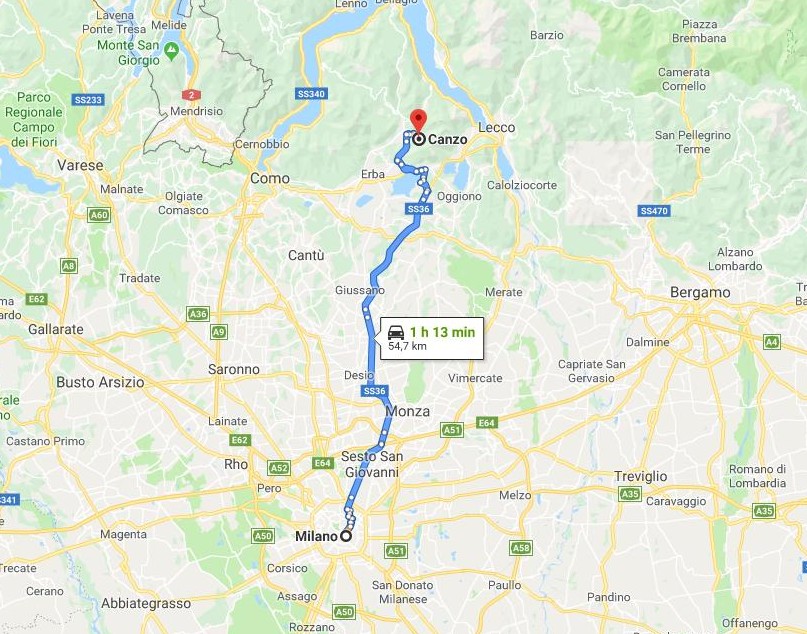 Lenno
Lavena
Ponte Tresa
Melide
Piazza
Brembana
Barzio
Monte San
Giorgio
Camerata
Cornello
2
SS233
SS340
Parco
Regionale
Campo
dei Fiori
Mendrisio
Canzo
Lecco
San Pellegrino
Terme
Cernobbio
Varese
Como
Erba
Malnate
Calolziocorte
Olgiate
Comasco
Oggiono
A60
SS36
SS470
Cantù
Alzano
Lombardo
A8
Tradate
Giussano
Merate
Bergamo
E62
A36
1 h 13 min
54,7 km
Gallarate
A9
Dalmine
A4
Saronno
Desio
Vimercate
Capriate San
Gervasio
Busto Arsizio
SS36
Monza
Lainate
E64
A51
E62
Castano Primo
Sesto San
Giovanni
Rho
A52
E64
Pero
Romano di
Lombardia
Treviglio
Melzo
A35
Caravaggio
A35
341
Milano
Magenta
A50
A51
A58
Trecate
Corsico
Cerano
San Donato
Milanese
Paullo
Assago
Pandino
Abbiategrasso
A50
Rozzano
Offanengo